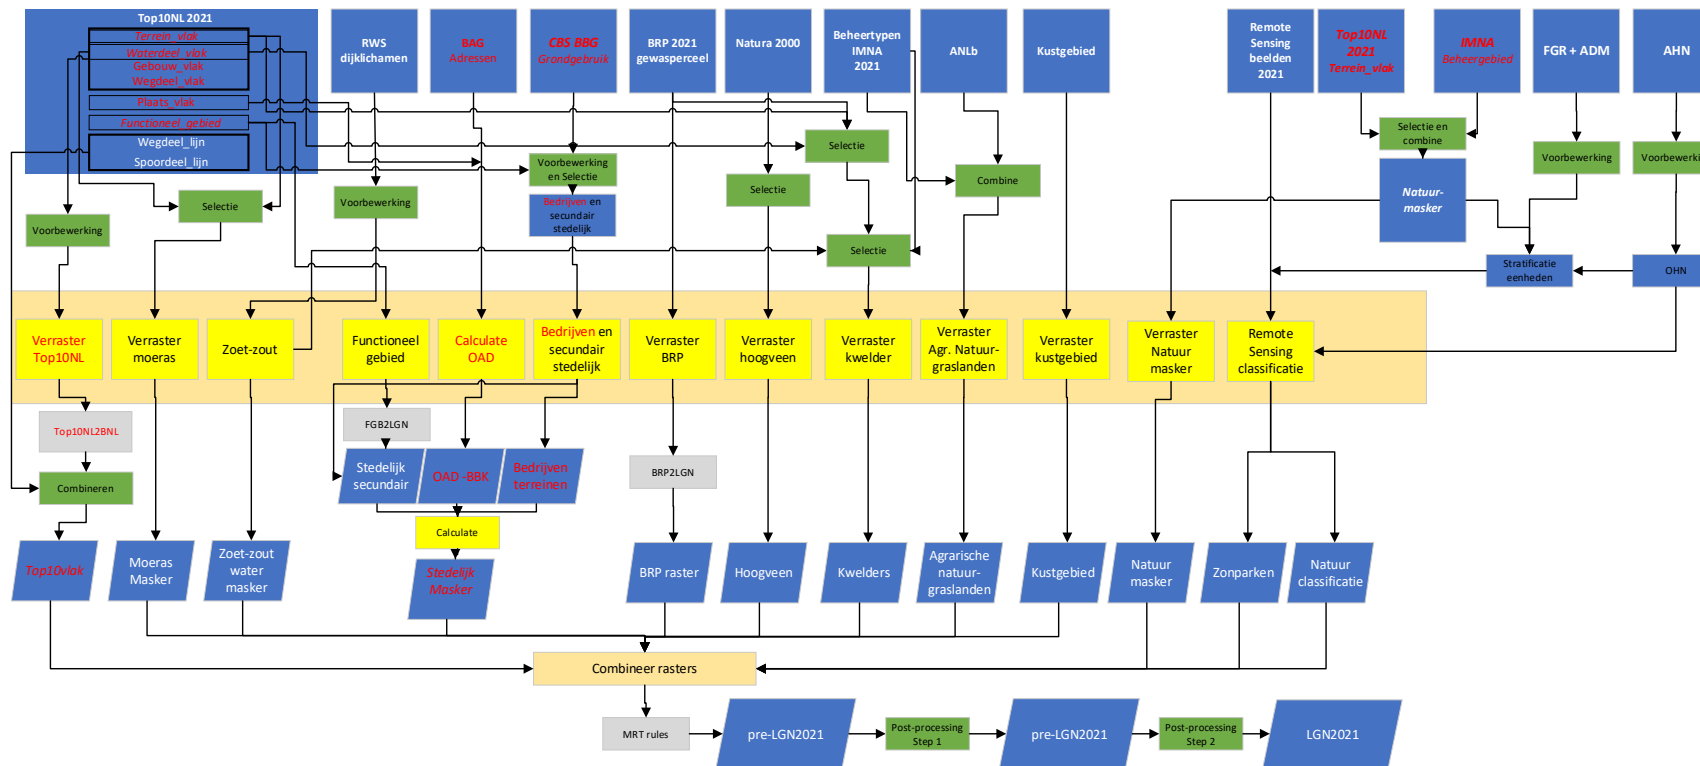 Top10NL 2021
Terrein_vlak
Waterdeel_vlak
Gebouw_vlak
Wegdeel_vlak
Plaats_vlak
Functioneel_gebied
Wegdeel_lijn
Spoordeel_lijn
RWS
dijklichamen
BAG
Adressen
CBS BBG
Grondgebruik
BRP 2021
gewasperceel
Natura 2000
Beheertypen
IMNA
2021
ANLb
Kustgebied
Remote
Sensing
beelden
2021
Top10NL
2021
Terrein_vlak
IMNA
Beheergebied
FGR + ADM
AHN
Selectie
Voorbewerking
en Selectie
Selectie en
combine
Voorbewerking
Voorbewerki
Combine
Selectie
Voorbewerking
Selectie
Bedrijven en
secundair
stedelijk
Natuur-
masker
Voorbewerking
Selectie
Stratificatie
eenheden
OHN
Verraster
Top10NL
Verraster
moeras
Zoet-zout
Functioneel
gebied
Calculate
OAD
Bedrijven en
secundair
stedelijk
Verraster
BRP
Verraster
hoogveen
Verraster
kwelder
Verraster
Agr. Natuur-
graslanden
Verraster
kustgebied
Verraster
Natuur
masker
Remote
Sensing
classificatie
Top10NL2BNL
FGB2LGN
BRP2LGN
Combineren
Stedelijk
secundair
OAD -BBK
Bedrijven
terreinen
Calculate
Top10vlak
Moeras
Masker
Zoet-zout
water
masker
Stedelijk
Masker
BRP raster
Hoogveen
Kwelders
Agrarische
natuur-
graslanden
Kustgebied
Natuur
masker
Zonparken
Natuur
classificatie
Combineer rasters
MRT rules
pre-LGN2021
Post-processing
Step 1
pre-LGN2021
Post-processing
Step 2
LGN2021